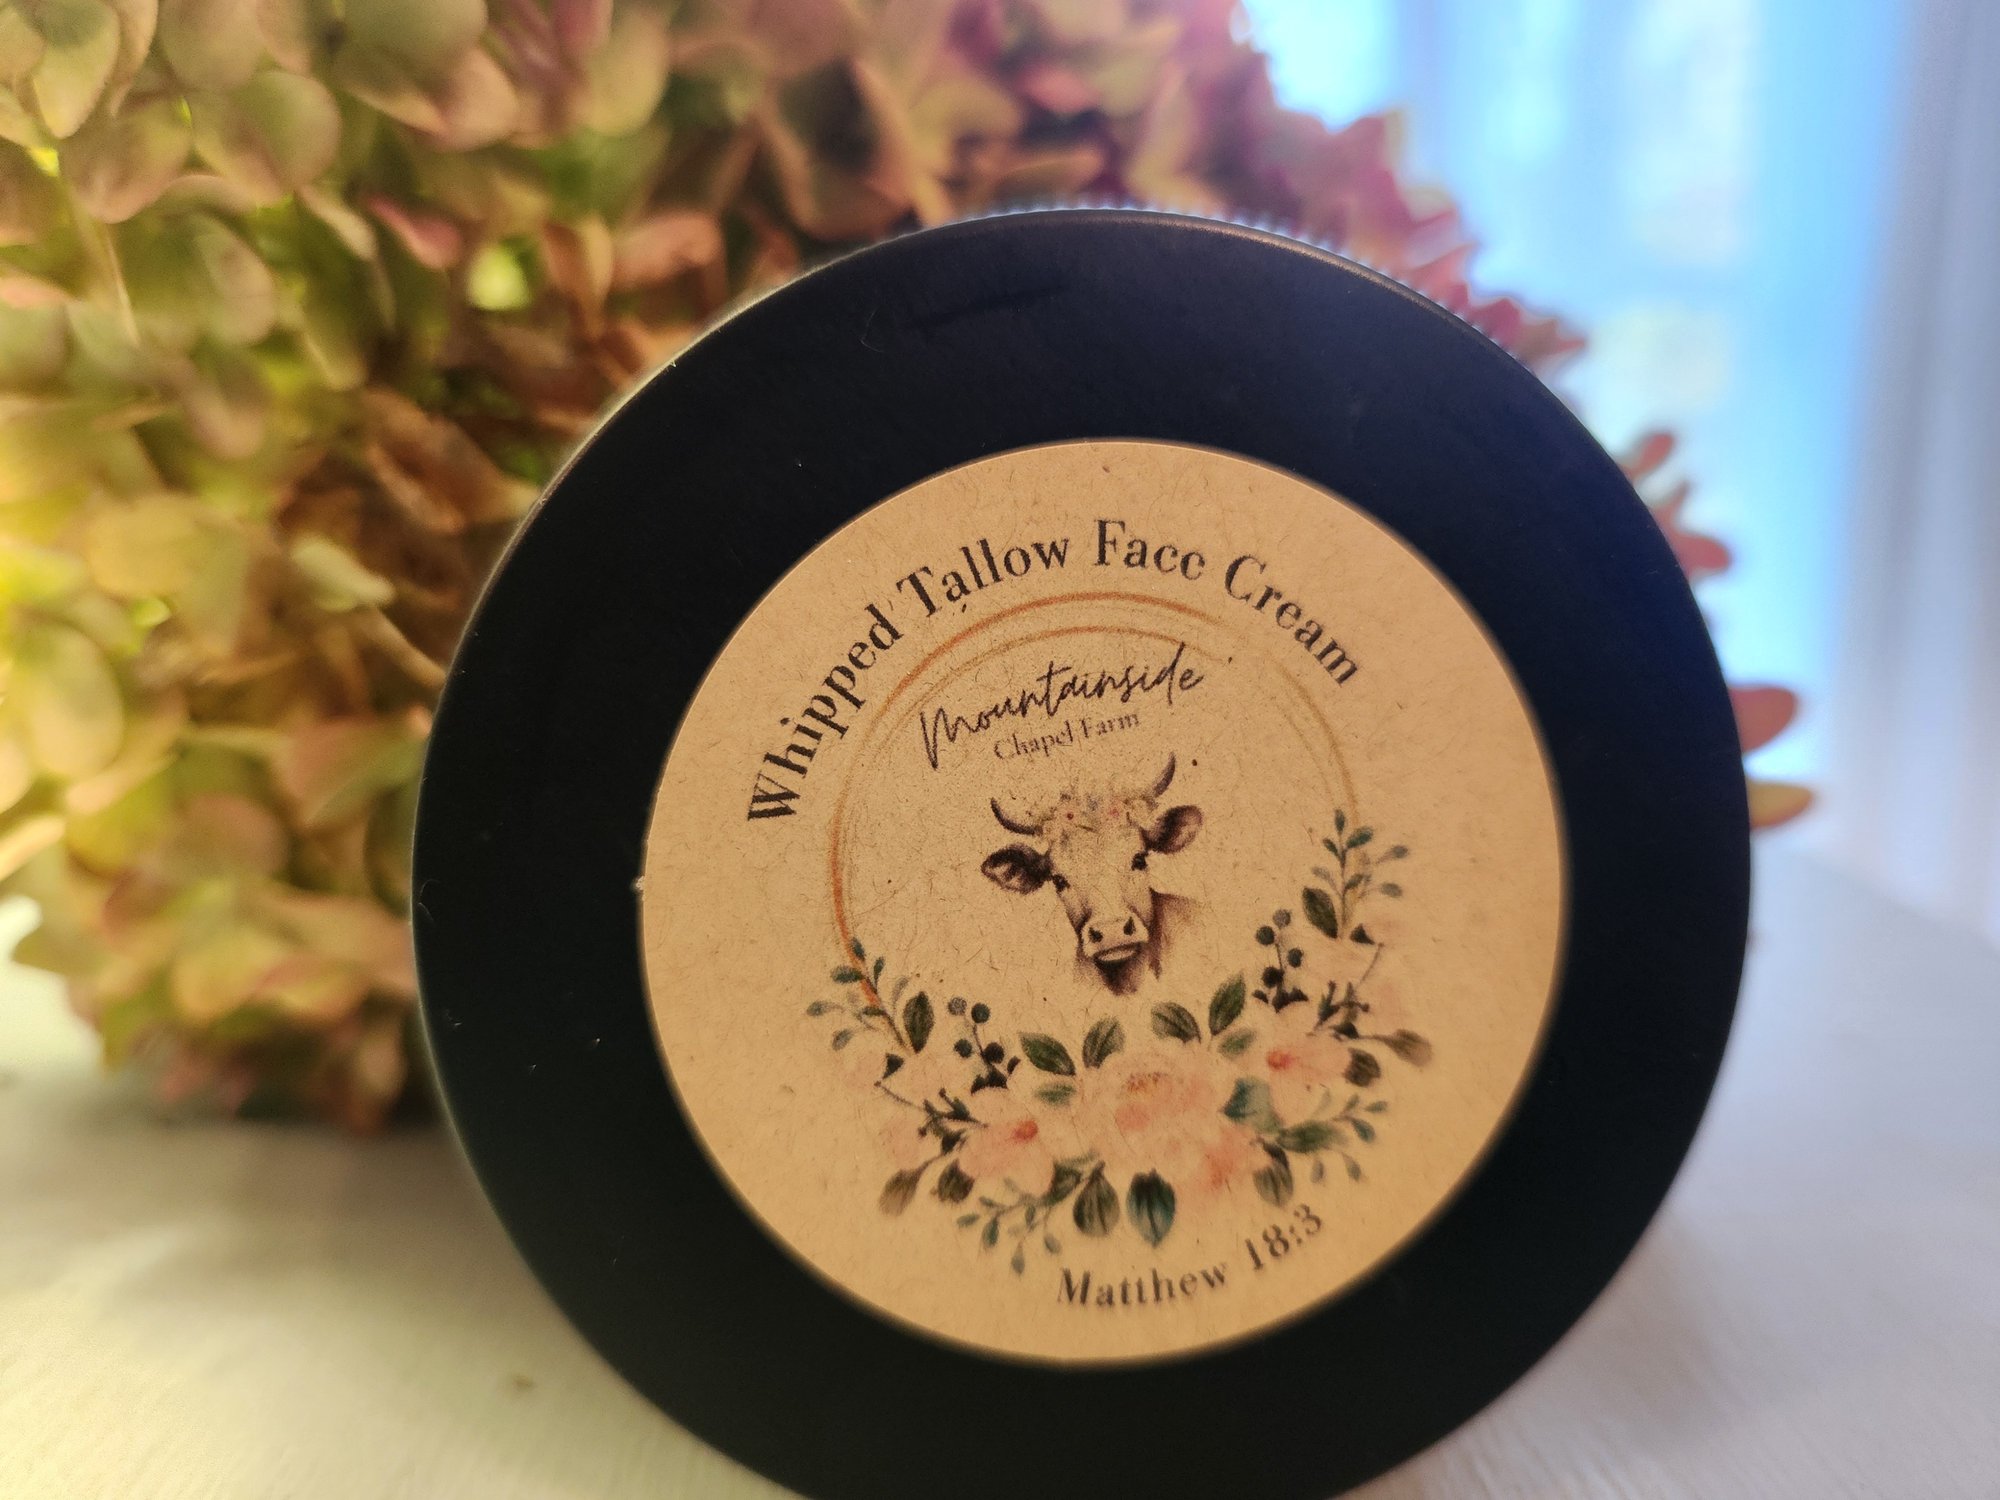 Whipped Tallow Face Cream
Mountainside
Chapel Farm
Matthew 18:3